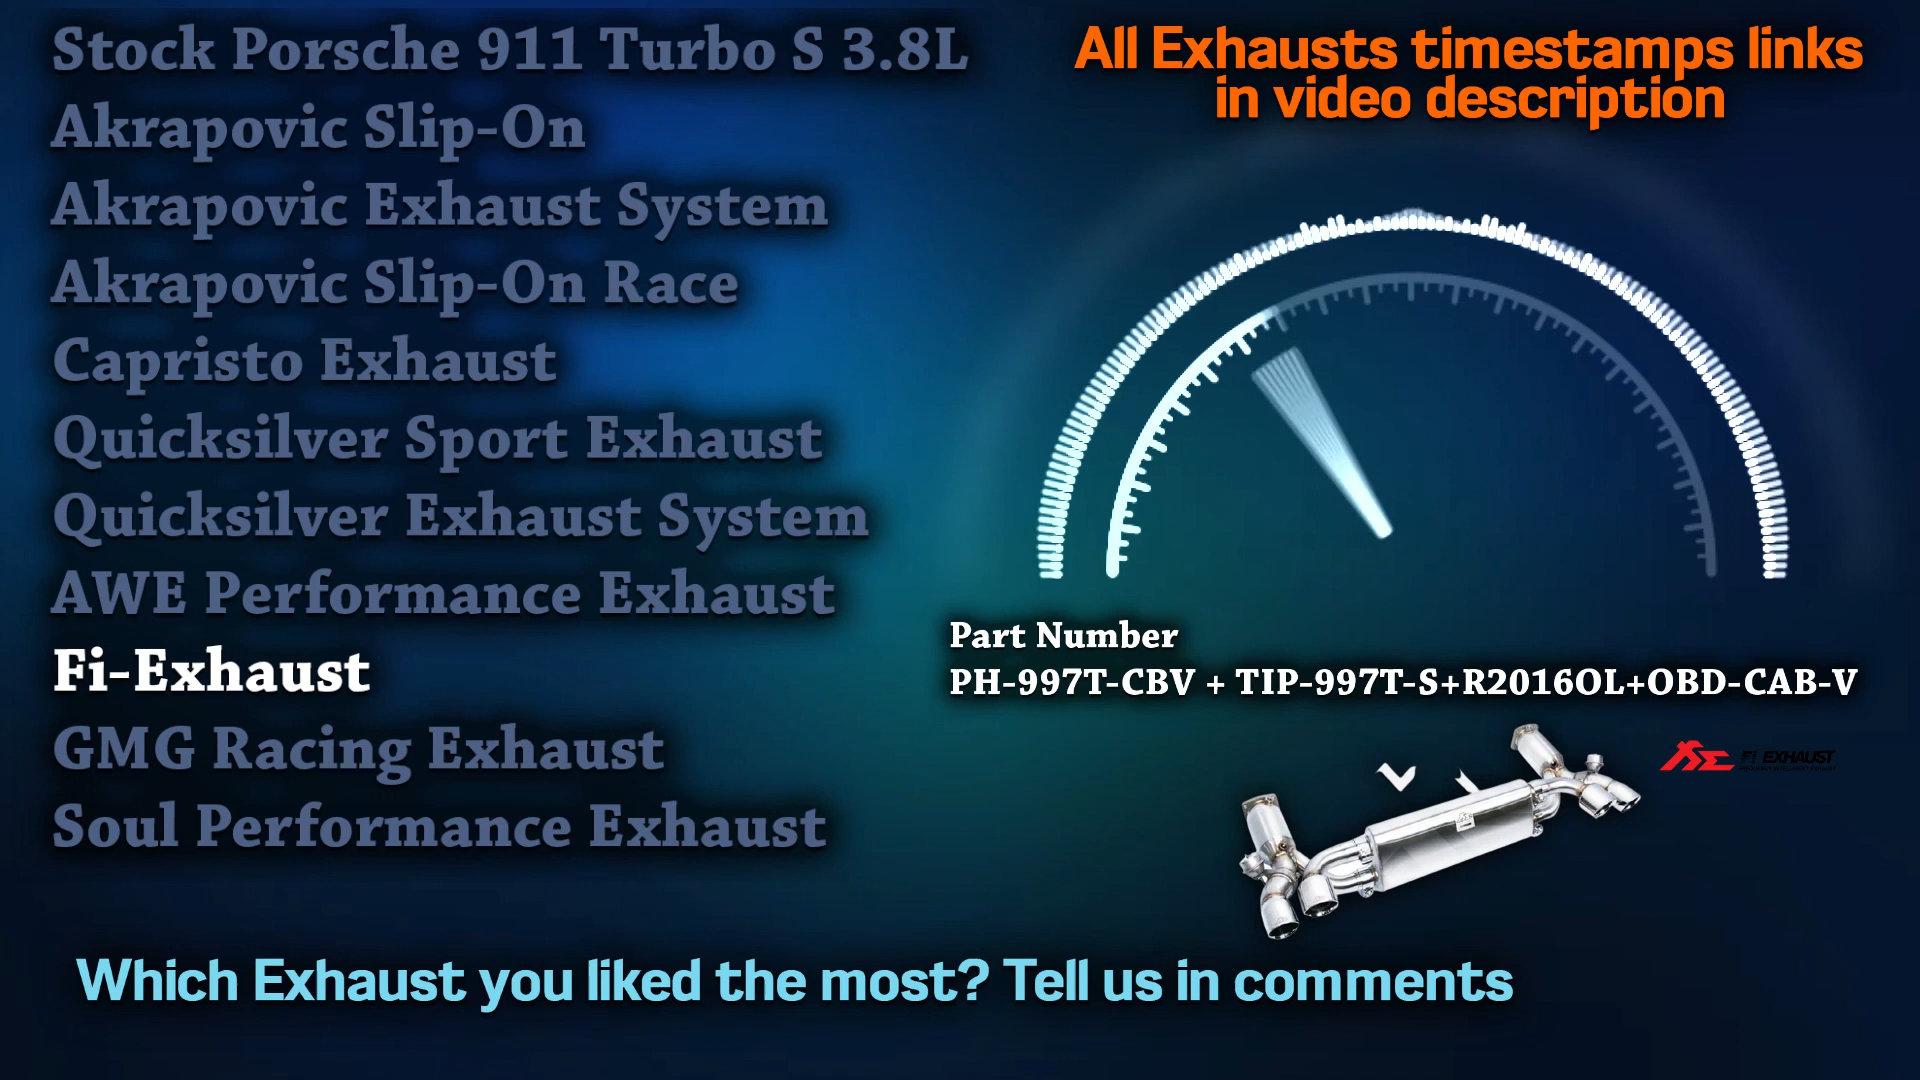 Stock Porsche 911 Turbo S 3.8L
Akrapovic Slip-On
Akrapovic Exhaust System
Akrapovic Slip-On Race
Capristo Exhaust
Quicksilver Sport Exhaust
Quicksilver Exhaust System
AWE Performance Exhaust
Fi-Exhaust
GMG Racing Exhaust
Soul Performance Exhaust
All Exhausts timestamps links
in video description
Part Number
PH-997T-CBV + TIP-997T-S+R2016OL+OBD-CAB-V
Fi EXHAUST
Which Exhaust you liked the most? Tell us in comments